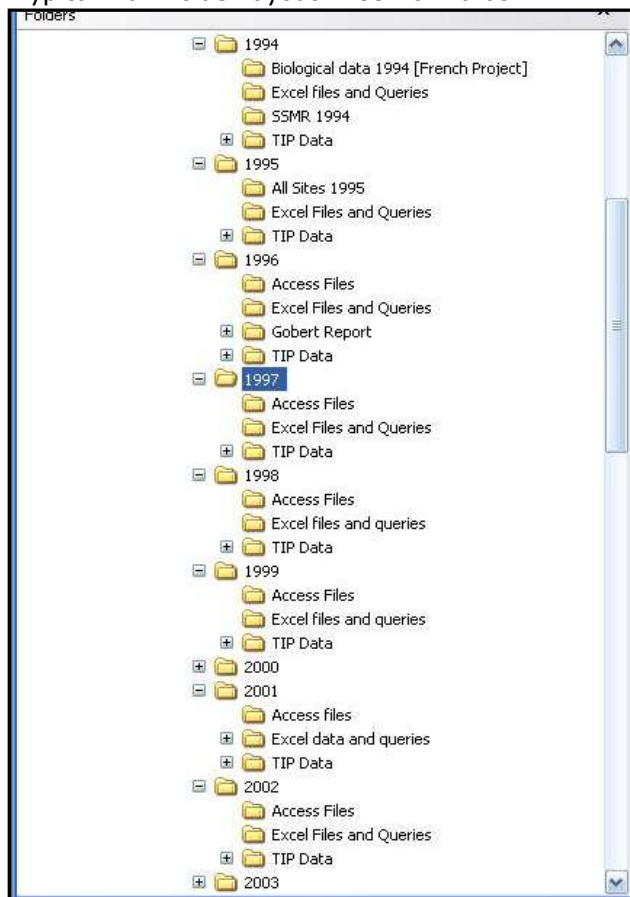 Folders
1994
Biological data 1994 [French Project]
Excel files and Queries
SSMR 1994
TIP Data
1995
All Sites 1995
Excel Files and Queries
TIP Data
1996
Access Files
Excel Files and Queries
Gobert Report
TIP Data
1997
Access Files
Excel Files and Queries
TIP Data
1998
Access Files
Excel files and queries
TIP Data
1999
Access Files
Excel files and queries
TIP Data
2000
2001
Access files
Excel data and queries
TIP Data
2002
Access Files
Excel Files and Queries
TIP Data
2003